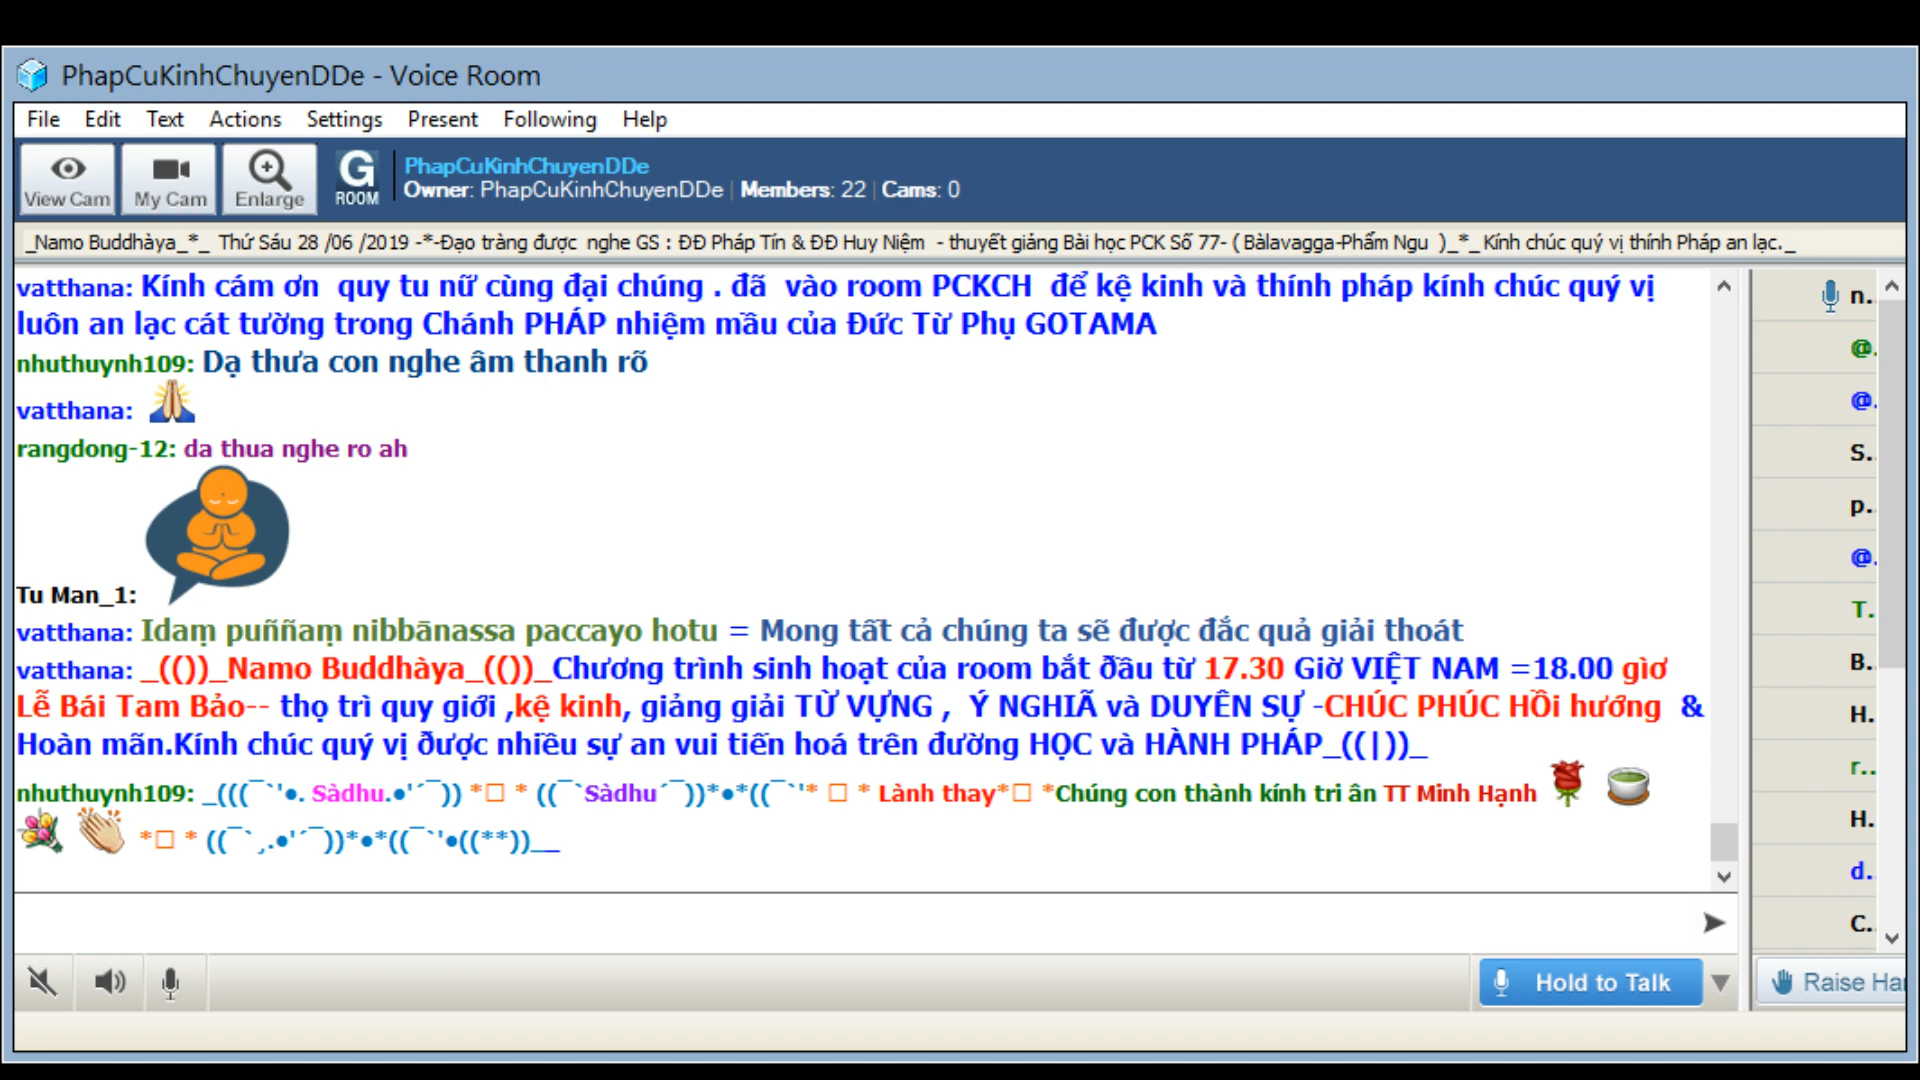 PhapCuKinhChuyenDDe - Voice Room
File Edit Text Actions Settings Present Following Help
View Cam My Cam Enlarge G ROOM
PhapCuKinhChuyenDDe
Owner: PhapCuKinhChuyenDDe | Members: 22 | Cams: 0
_Namo Buddhàya_*_ Thứ Sáu 28 /06 /2019 -*-Đạo tràng được nghe GS : ĐĐ Pháp Tín & ĐĐ Huy Niệm - thuyết giảng Bài học PCK Số 77- ( Bàlavagga-Phẩm Ngu )_*_Kính chúc quý vị thính Pháp an lạc._
vatthana: Kính cám ơn quy tu nữ cùng đại chúng . đã vào room PCKCH để kệ kinh và thính pháp kính chúc quý vị
luôn an lạc cát tường trong Chánh PHÁP nhiệm mầu của Đức Từ Phụ GOTAMA
nhuthuynh109: Dạ thưa con nghe âm thanh rõ
vatthana:
rangdong-12: da thua nghe ro ah
Tu Man_1:
vatthana: Idaṃ puññaṃ nibbānassa paccayo hotu = Mong tất cả chúng ta sẽ được đắc quả giải thoát
vatthana: _(())_Namo Buddhàya_(())_Chương trình sinh hoạt của room bắt ðầu từ 17.30 Giờ VIỆT NAM =18.00 gìơ
Lễ Bái Tam Bảo-- thọ trì quy giới ,kệ kinh, giảng giải TỪ VỰNG , Ý NGHIÃ và DUYÊN SỰ -CHÚC PHÚC HỒi hướng &
Hoàn mãn.Kính chúc quý vị ðược nhiều sự an vui tiến hoá trên đường HỌC và HÀNH PHÁP_((|))_
nhuthuynh109: _(((¯`'●. Sàdhu.●'´¯)) *□ * ((¯`Sàdhu´¯))*●*((¯`'* □ * Lành thay*□ *Chúng con thành kính tri ân TT Minh Hạnh
*□ * ((¯`¸.●'´¯))*●*((¯`'●((**))__
n..
@.
@.
S..
p..
@.
T.
B..
H.
r..
H.
d.
C..
Hold to Talk
Raise Ha